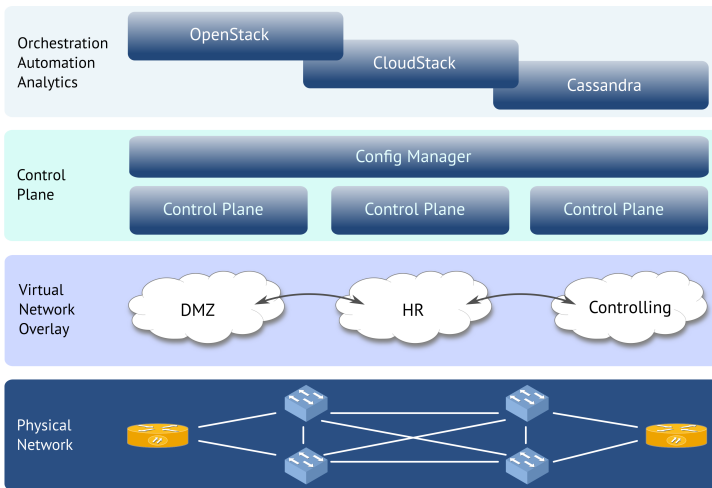 Orchestration
Automation
Analytics
OpenStack
CloudStack
Cassandra
Control
Plane
Config Manager
Control Plane
Control Plane
Control Plane
Virtual
Network
Overlay
DMZ
HR
Controlling
Physical
Network